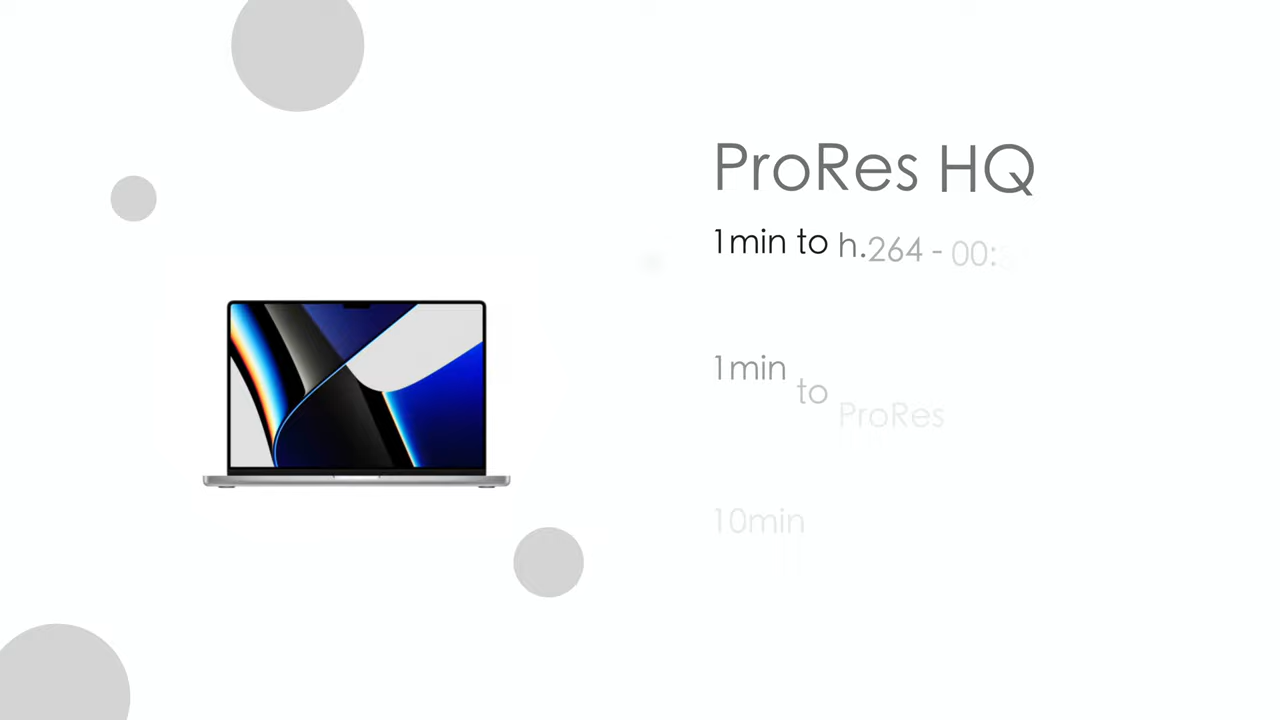 ProRes HQ
1min to h.264 - 00:
1min to ProRes
10min